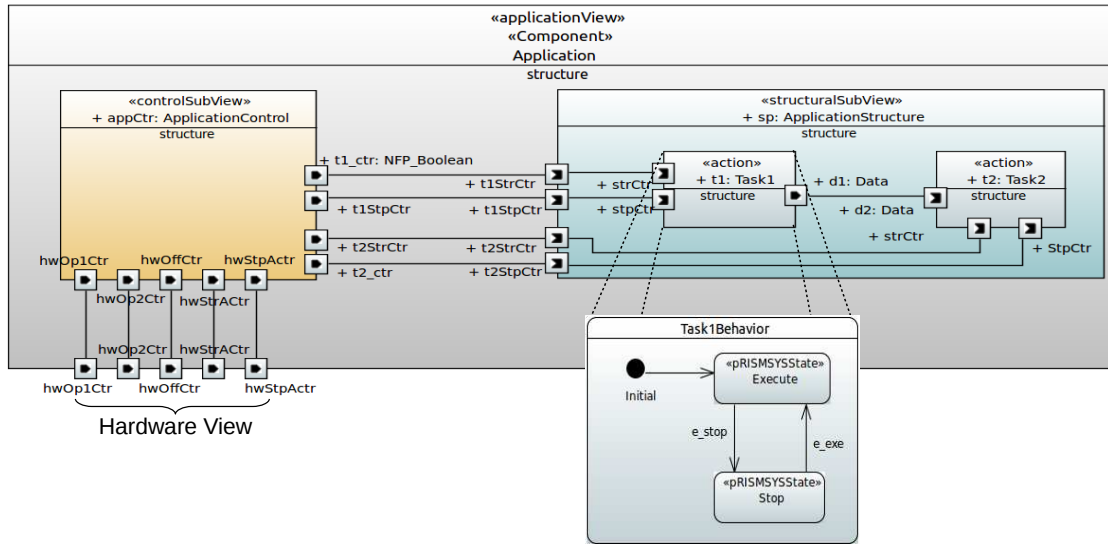 «applicationView»
«Component»
Application
structure
«controlSubView»
+ appCtr: ApplicationControl
structure
«structuralSubView»
+ sp: ApplicationStructure
structure
+ t1_ctr: NFP_Boolean
+ t1StrCtr
+ t1StpCtr
+ t1StpCtr
+ t2StrCtr
+ t2StrCtr
+ t2_ctr
+ t2StpCtr
+ strCtr
+ stpCtr
«action»
+ t1: Task1
structure
+ d1: Data
+ d2: Data
«action»
+ t2: Task2
structure
+ strCtr
+ StpCtr
hwOp1Ctr
hwOffCtr
hwStpActr
hwOp2Ctr
hwStrACtr
hwOp2Ctr
hwStrACtr
hwOp1Ctr
hwOffCtr
hwStpActr
Hardware View
Task1Behavior
Initial
«pRISMSYSState»
Execute
e_stop
e_exe
«pRISMSYSState»
Stop